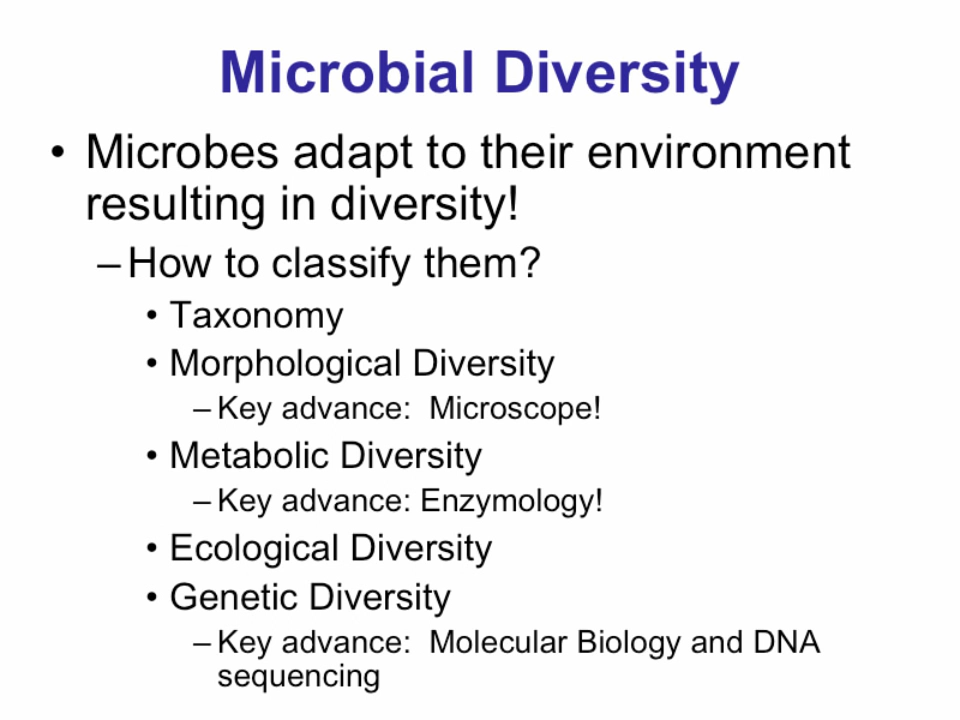 Microbial Diversity
• Microbes adapt to their environment
resulting in diversity!
– How to classify them?
• Taxonomy
• Morphological Diversity
– Key advance:  Microscope!
• Metabolic Diversity
– Key advance: Enzymology!
• Ecological Diversity
• Genetic Diversity
– Key advance:  Molecular Biology and DNA
sequencing